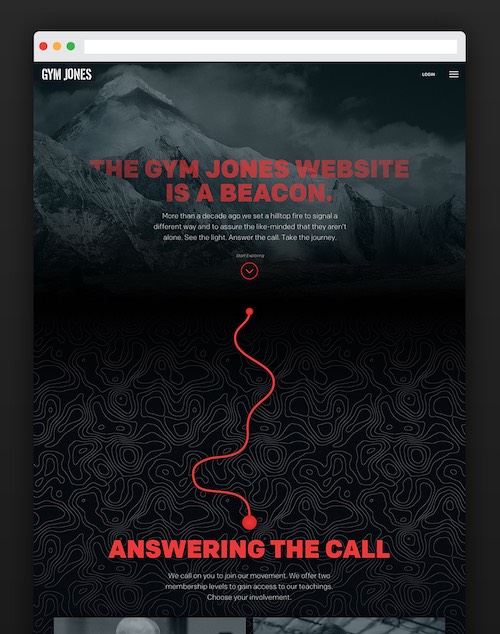 GYM JONES
LOGIN
THE GYM JONES WEBSITE
IS A BEACON.
More than a decade ago we set a hilltop fire to signal a
different way and to assure the like-minded that they aren't
alone. See the light. Answer the call. Take the journey.
Start Exploring
ANSWERING THE CALL
We call on you to join our movement. We offer two
membership levels to gain access to our teachings.
Choose your involvement.